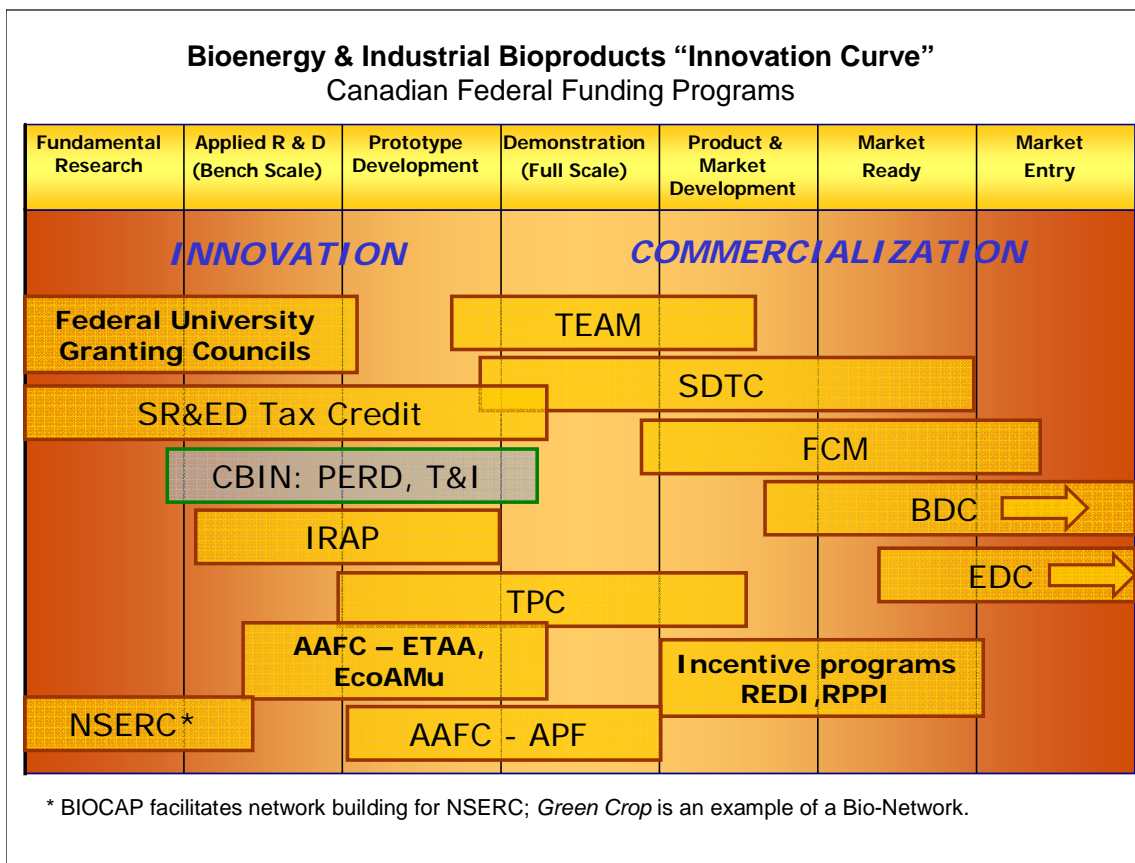 Bioenergy & Industrial Bioproducts “Innovation Curve”
Canadian Federal Funding Programs
Fundamental
Research
Applied R & D
(Bench Scale)
Prototype
Development
Demonstration
(Full Scale)
Product &
Market
Development
Market
Ready
Market
Entry
INNOVATION
COMMERCIALIZATION
Federal University
Granting Councils
TEAM
SDTC
SR&ED Tax Credit
FCM
CBIN: PERD, T&I
BDC
IRAP
EDC
TPC
AAFC – ETAA,
EcoAMu
Incentive programs
REDI,RPPI
NSERC*
AAFC - APF
* BIOCAP facilitates network building for NSERC; Green Crop is an example of a Bio-Network.